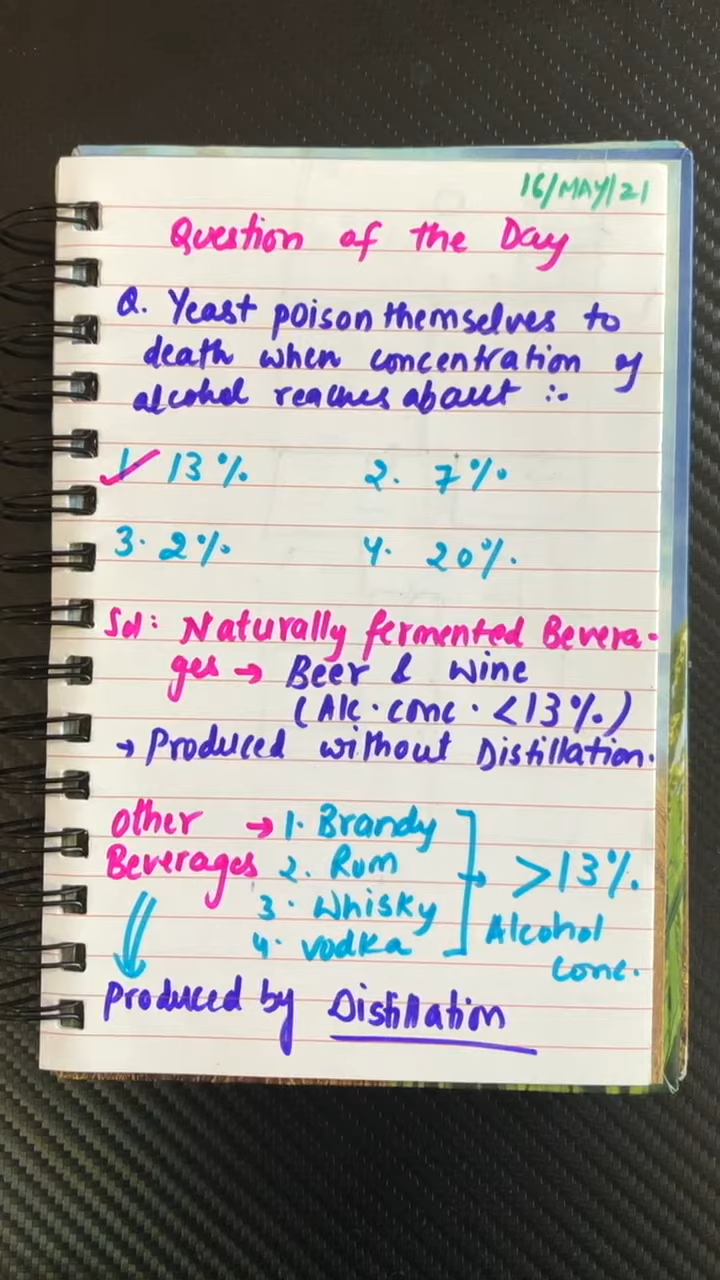 16/MAY/21
Question of the Day
Q. Yeast poison themselves to
death when concentration of
alcohol reaches about :-
1. 13% 2. 7%
3. 2% 4. 20%.
Sol: Naturally fermented Bevera-
ges → Beer & wine
(Alc. conc. <13%.)
→ Produced without Distillation.
Other → 1. Brandy
Beverages 2. Rum
3. Whisky
4. vodka
→ >13%.
Alcohol
conc.
Produced by Distillation